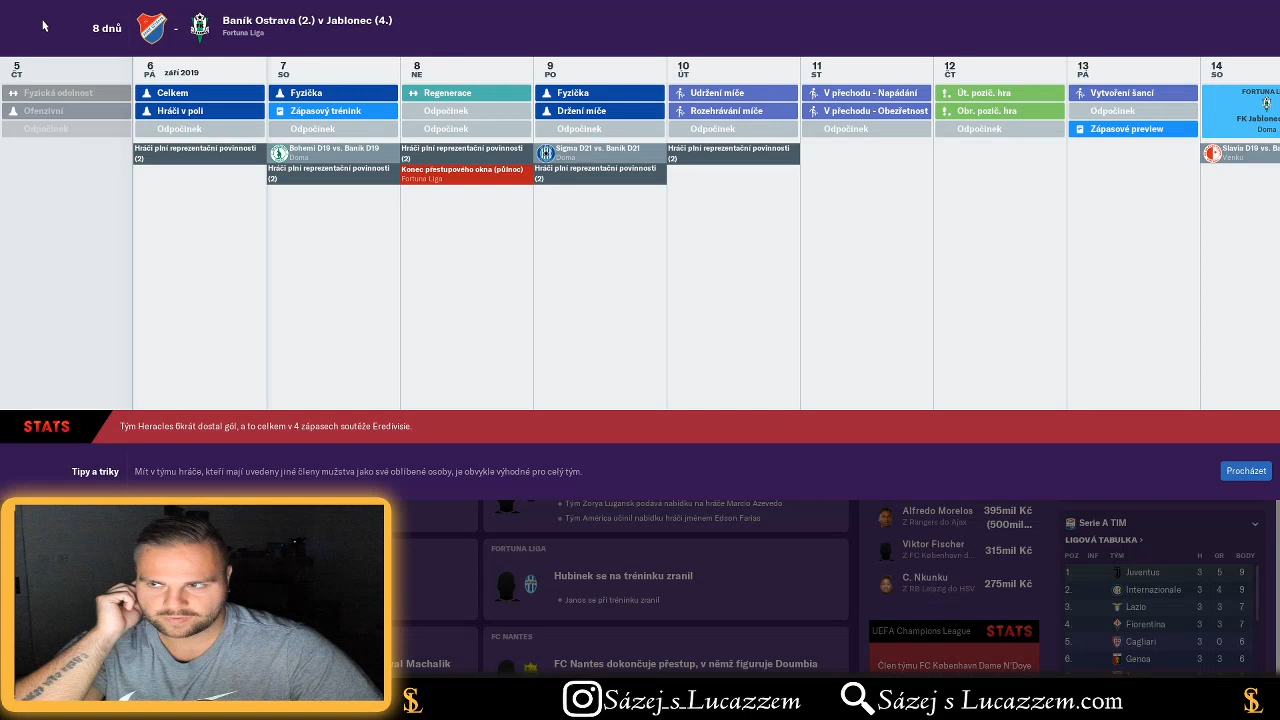 8 dnů
Baník Ostrava (2.) v Jablonec (4.)
Fortuna Liga
5
ČT
6
PÁ září 2019
7
SO
8
NE
9
PO
10
ÚT
11
ST
12
ČT
13
PÁ
14
SO
Fyzická odolnost
Celkem
Fyzička
Regenerace
Fyzička
Udržení míče
V přechodu - Napádání
Út. pozič. hra
Vytvoření šancí
Ofenzivní
Hráči v poli
Zápasový trénink
Odpočinek
Držení míče
Rozehrávání míče
V přechodu - Obezřetnost
Obr. pozič. hra
Odpočinek
Odpočinek
Odpočinek
Odpočinek
Odpočinek
Odpočinek
Odpočinek
Odpočinek
Odpočinek
Zápasové preview
FORTUNA L
FK Jablone
Doma
Hráči plní reprezentační povinnosti
(2)
Bohemi D19 vs. Baník D19
Doma
Hráči plní reprezentační povinnosti
(2)
Hráči plní reprezentační povinnosti
(2)
Konec přestupového okna (půlnoc)
Fortuna Liga
Sigma D21 vs. Baník D21
Doma
Hráči plní reprezentační povinnosti
(2)
Hráči plní reprezentační povinnosti
(2)
Slavia D19 vs. Ba
Venku
STATS
Tým Heracles 6krát dostal gól, a to celkem v 4 zápasech soutěže Eredivisie.
Tipy a triky
Mít v týmu hráče, kteří mají uvedeny jiné členy mužstva jako své oblíbené osoby, je obvykle výhodné pro celý tým.
Procházet
Tým Zorya Lugansk podává nabídku na hráče Marcio Azevedo
Tým América učinil nabídku hráči jménem Edson Farias
FORTUNA LIGA
Hubínek se na tréninku zranil
Janoš se při tréninku zranil
FC NANTES
FC Nantes dokončuje přestup, v němž figuruje Doumbia
al Machalík
Alfredo Morelos
Z Rangers do Ajax
395mil Kč
(500mil...
Viktor Fischer
Z FC København d...
315mil Kč
C. Nkunku
Z RB Leipzig do HSV
275mil Kč
UEFA Champions League
STATS
Člen týmu FC København Dame N'Doye
Serie A TIM
LIGOVÁ TABULKA ›
POZ INF TÝM H GR BODY
1. Juventus 3 5 9
2. Internazionale 3 4 9
3. Lazio 3 3 7
4. Fiorentina 3 3 7
5. Cagliari 3 0 6
6. Genoa 3 3 6
Sázej_s_Lucazzem
Sázej s Lucazzem.com